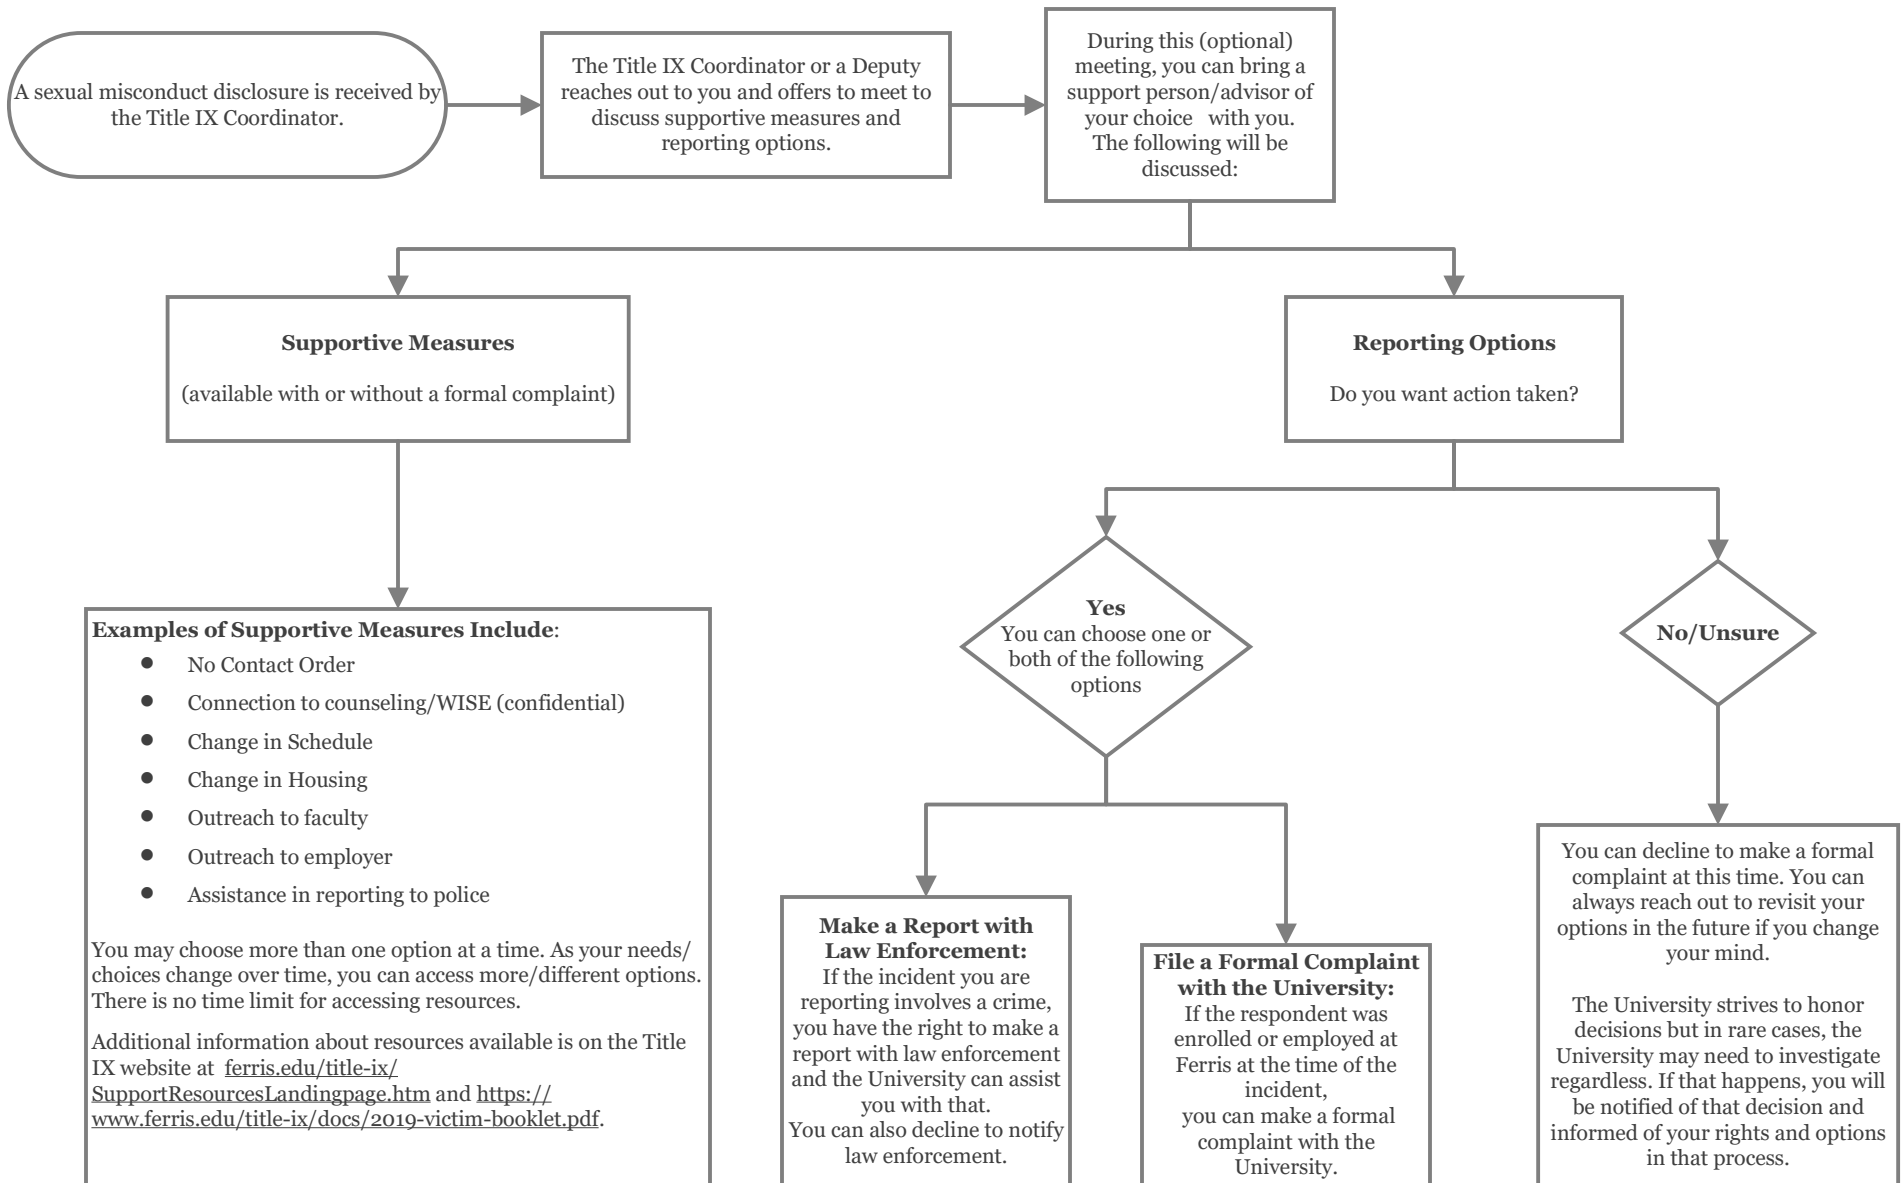 A sexual misconduct disclosure is received by
the Title IX Coordinator.
The Title IX Coordinator or a Deputy
reaches out to you and offers to meet to
discuss supportive measures and
reporting options.
During this (optional)
meeting, you can bring a
support person/advisor of
your choice with you.
The following will be
discussed:
Supportive Measures
(available with or without a formal complaint)
Reporting Options
Do you want action taken?
Examples of Supportive Measures Include:
● No Contact Order
● Connection to counseling/WISE (confidential)
● Change in Schedule
● Change in Housing
● Outreach to faculty
● Outreach to employer
● Assistance in reporting to police
You may choose more than one option at a time. As your needs/
choices change over time, you can access more/different options.
There is no time limit for accessing resources.
Additional information about resources available is on the Title
IX website at ferris.edu/title-ix/
SupportResourcesLandingpage.htm and https://
www.ferris.edu/title-ix/docs/2019-victim-booklet.pdf.
Yes
You can choose one or
both of the following
options
No/Unsure
Make a Report with
Law Enforcement:
If the incident you are
reporting involves a crime,
you have the right to make a
report with law enforcement
and the University can assist
you with that.
You can also decline to notify
law enforcement.
File a Formal Complaint
with the University:
If the respondent was
enrolled or employed at
Ferris at the time of the
incident,
you can make a formal
complaint with the
University.
You can decline to make a formal
complaint at this time. You can
always reach out to revisit your
options in the future if you change
your mind.
The University strives to honor
decisions but in rare cases, the
University may need to investigate
regardless. If that happens, you will
be notified of that decision and
informed of your rights and options
in that process.